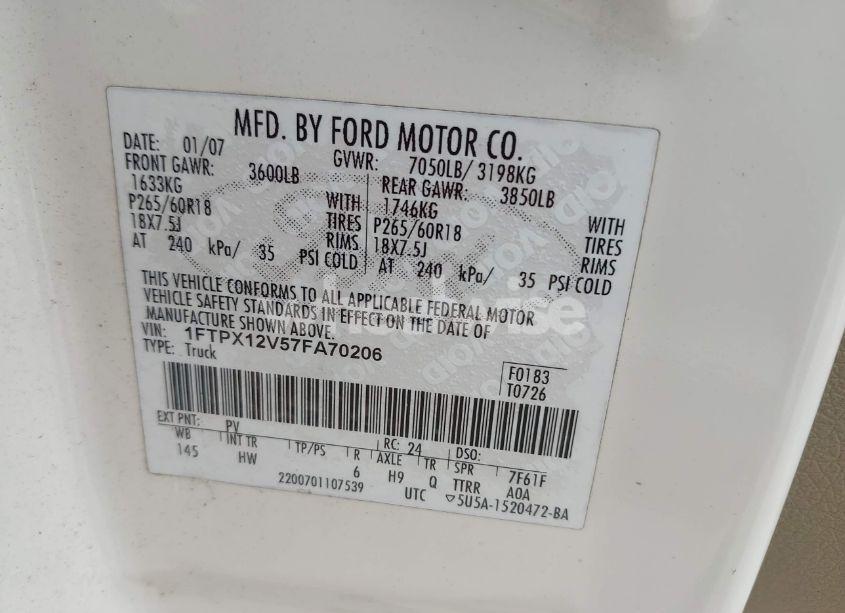 MFD. BY FORD MOTOR CO.
DATE: 01/07 GVWR: 7050LB/ 3198KG
FRONT GAWR: 3600LB REAR GAWR: 3850LB
1633KG WITH 1746KG WITH
P265/60R18 TIRES P265/60R18 TIRES
18X7.5J RIMS 18X7.5J RIMS
AT 240 kPa/ 35 PSI COLD AT 240 kPa/ 35 PSI COLD
THIS VEHICLE CONFORMS TO ALL APPLICABLE FEDERAL MOTOR
VEHICLE SAFETY STANDARDS IN EFFECT ON THE DATE OF
MANUFACTURE SHOWN ABOVE.
VIN: 1FTPX12V57FA70206
TYPE: Truck
F0183
T0726
EXT PNT: PV RC: 24 DSO:
WB INT TR TP/PS R AXLE TR SPR 7F61F
145 HW 6 H9 Q TTRR A0A
2200701107539 UTC ▽5U5A-1520472-BA